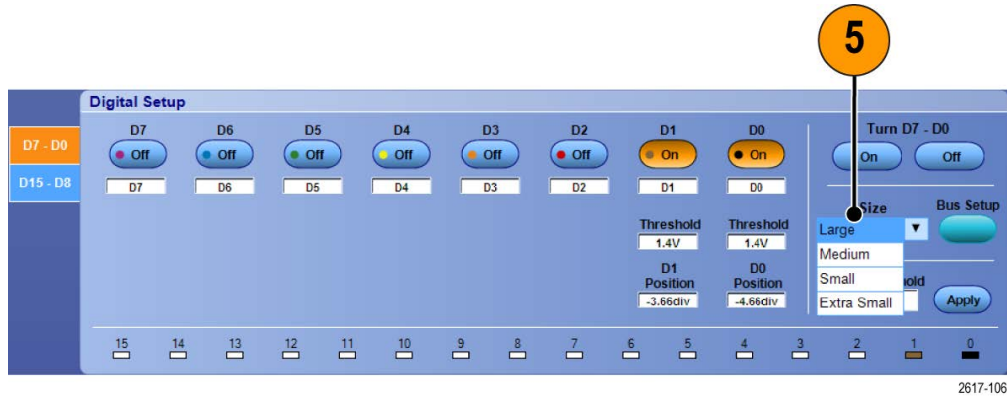 5
Digital Setup
D7 - D0
D15 - D8
D7 D6 D5 D4 D3 D2 D1 D0
Off Off Off Off Off Off On On
D7 D6 D5 D4 D3 D2 D1 D0
Threshold Threshold
1.4V 1.4V
D1 D0
Position Position
-3.66div -4.66div
Turn D7 - D0
On Off
Size Bus Setup
Large
Medium
Small
Extra Small
Apply
15 14 13 12 11 10 9 8 7 6 5 4 3 2 1 0
2617-106